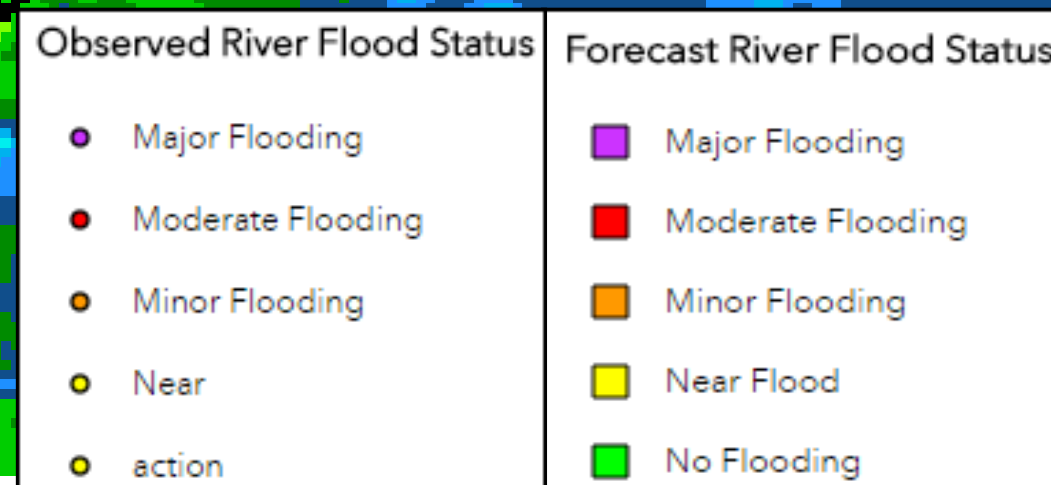 Observed River Flood Status
Major Flooding
Moderate Flooding
Minor Flooding
Near
action
Forecast River Flood Status
Major Flooding
Moderate Flooding
Minor Flooding
Near Flood
No Flooding